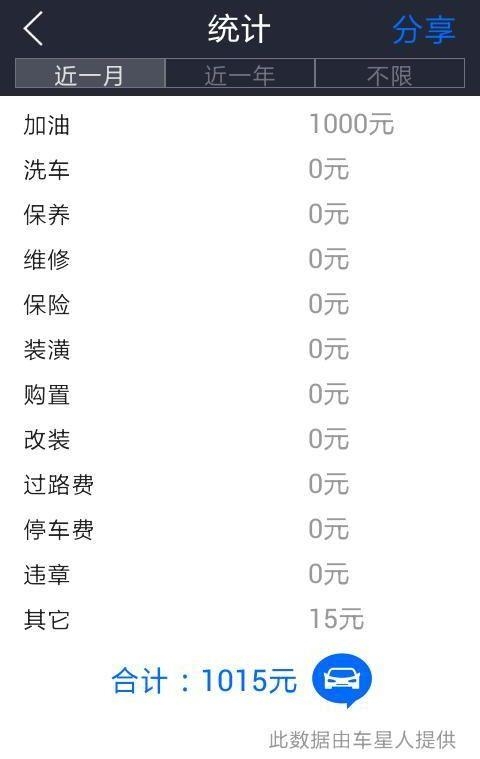 统计 分享
近一月 近一年 不限
加油 1000元
洗车 0元
保养 0元
维修 0元
保险 0元
装潢 0元
购置 0元
改装 0元
过路费 0元
停车费 0元
违章 0元
其它 15元
合计：1015元
此数据由车星人提供